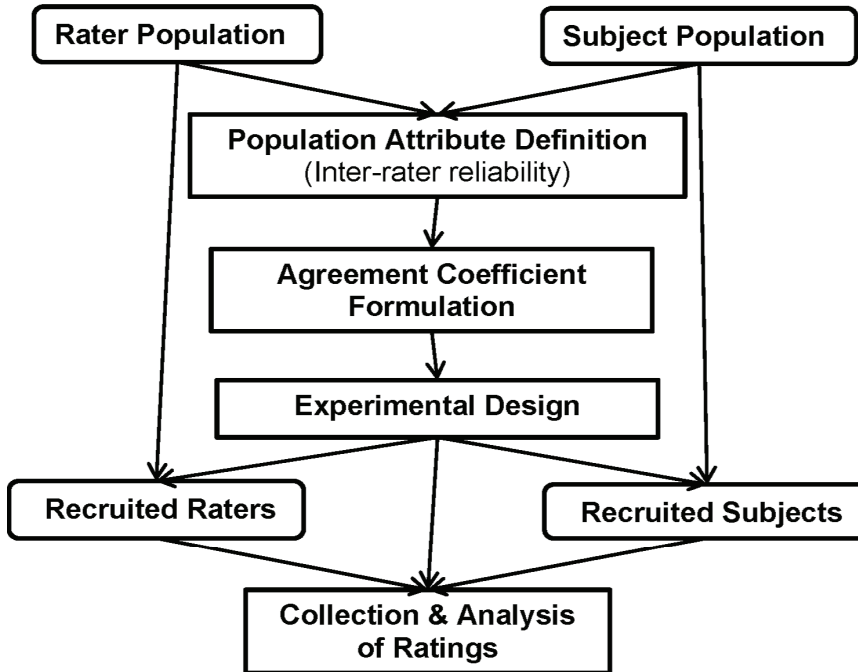 Rater Population
Subject Population
Population Attribute Definition
(Inter-rater reliability)
Agreement Coefficient
Formulation
Experimental Design
Recruited Raters
Recruited Subjects
Collection & Analysis
of Ratings